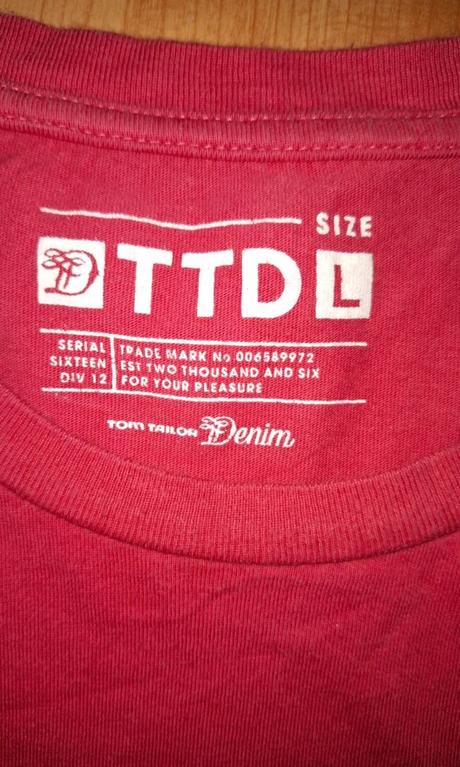 SIZE
TTD L
SERIAL
SIXTEEN
DIV 12
TRADE MARK No 006589972
EST TWO THOUSAND AND SIX
FOR YOUR PLEASURE
TOM TAILOR Denim